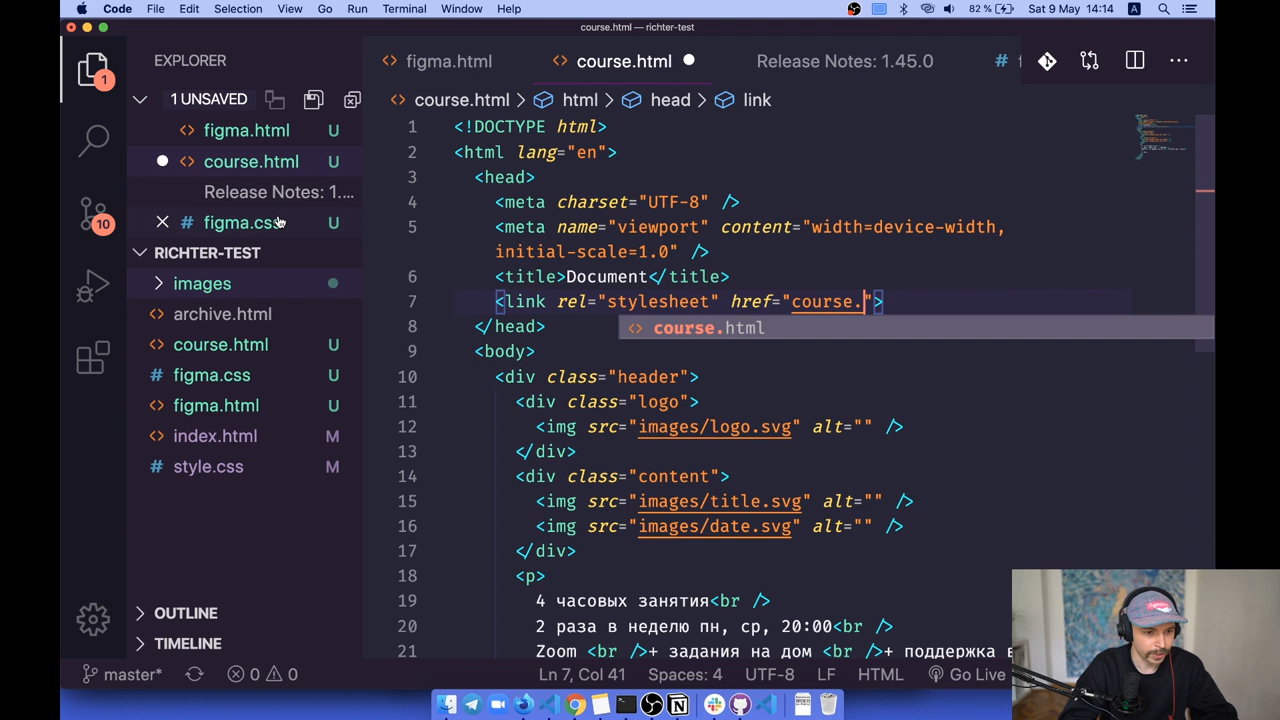 Code File Edit Selection View Go Run Terminal Window Help 82 % Sat 9 May 14:14 A
course.html — richter-test
EXPLORER
1 UNSAVED
figma.html U
course.html U
Release Notes: 1....
figma.css U
RICHTER-TEST
images
archive.html
course.html U
figma.css U
figma.html U
index.html M
style.css M
OUTLINE
TIMELINE
1
10
figma.html course.html Release Notes: 1.45.0 #
course.html > html > head > link
1 <!DOCTYPE html>
2 <html lang="en">
3 <head>
4 <meta charset="UTF-8" />
5 <meta name="viewport" content="width=device-width,
initial-scale=1.0" />
6 <title>Document</title>
7 <link rel="stylesheet" href="course.">
course.html
8 </head>
9 <body>
10 <div class="header">
11 <div class="logo">
12 <img src="images/logo.svg" alt="" />
13 </div>
14 <div class="content">
15 <img src="images/title.svg" alt="" />
16 <img src="images/date.svg" alt="" />
17 </div>
18 <p>
19 4 часовых занятия<br />
20 2 раза в неделю пн, ср, 20:00<br />
21 Zoom <br />+ задания на дом <br />+ поддержка в
master* 0 0 Ln 7, Col 41 Spaces: 4 UTF-8 LF HTML Go Live